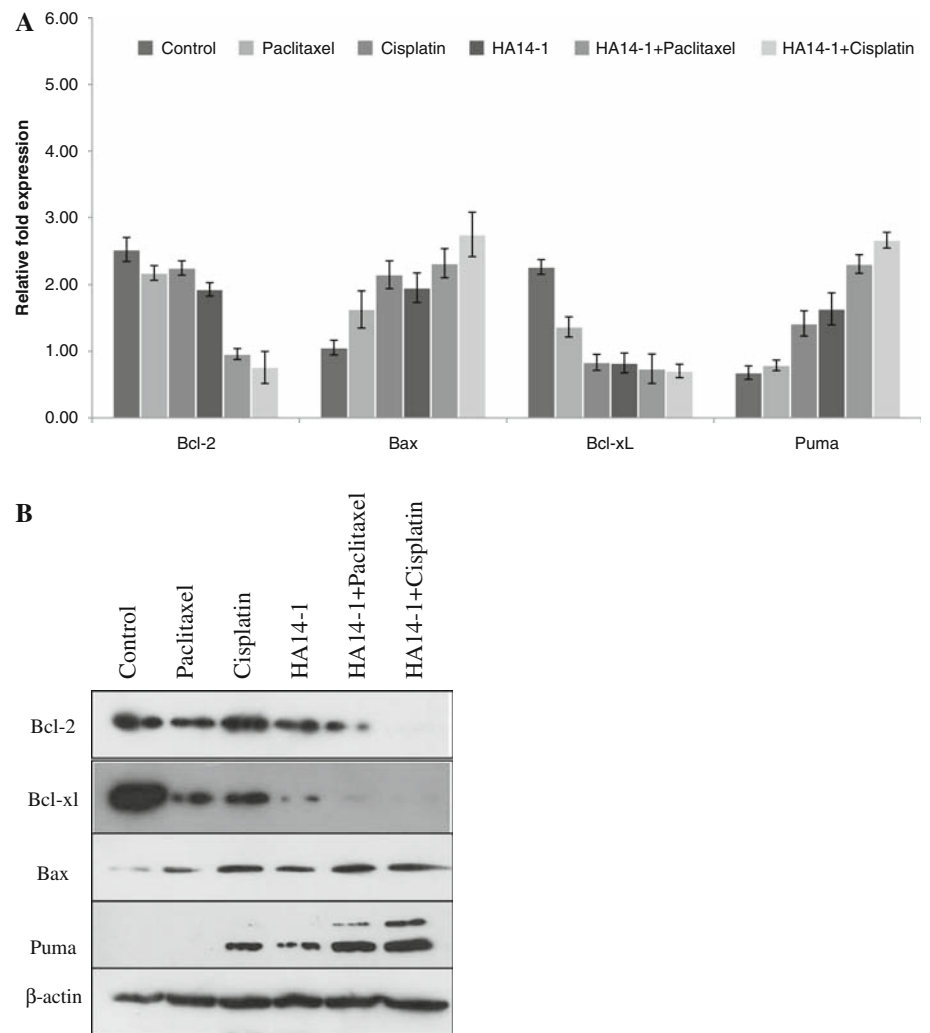 A
6.00
Control Paclitaxel Cisplatin HA14-1 HA14-1+Paclitaxel HA14-1+Cisplatin
5.00
4.00
3.00
2.00
1.00
0.00
Relative fold expression
Bcl-2 Bax Bcl-xL Puma
B
Control
Paclitaxel
Cisplatin
HA14-1
HA14-1+Paclitaxel
HA14-1+Cisplatin
Bcl-2
Bcl-xl
Bax
Puma
β-actin